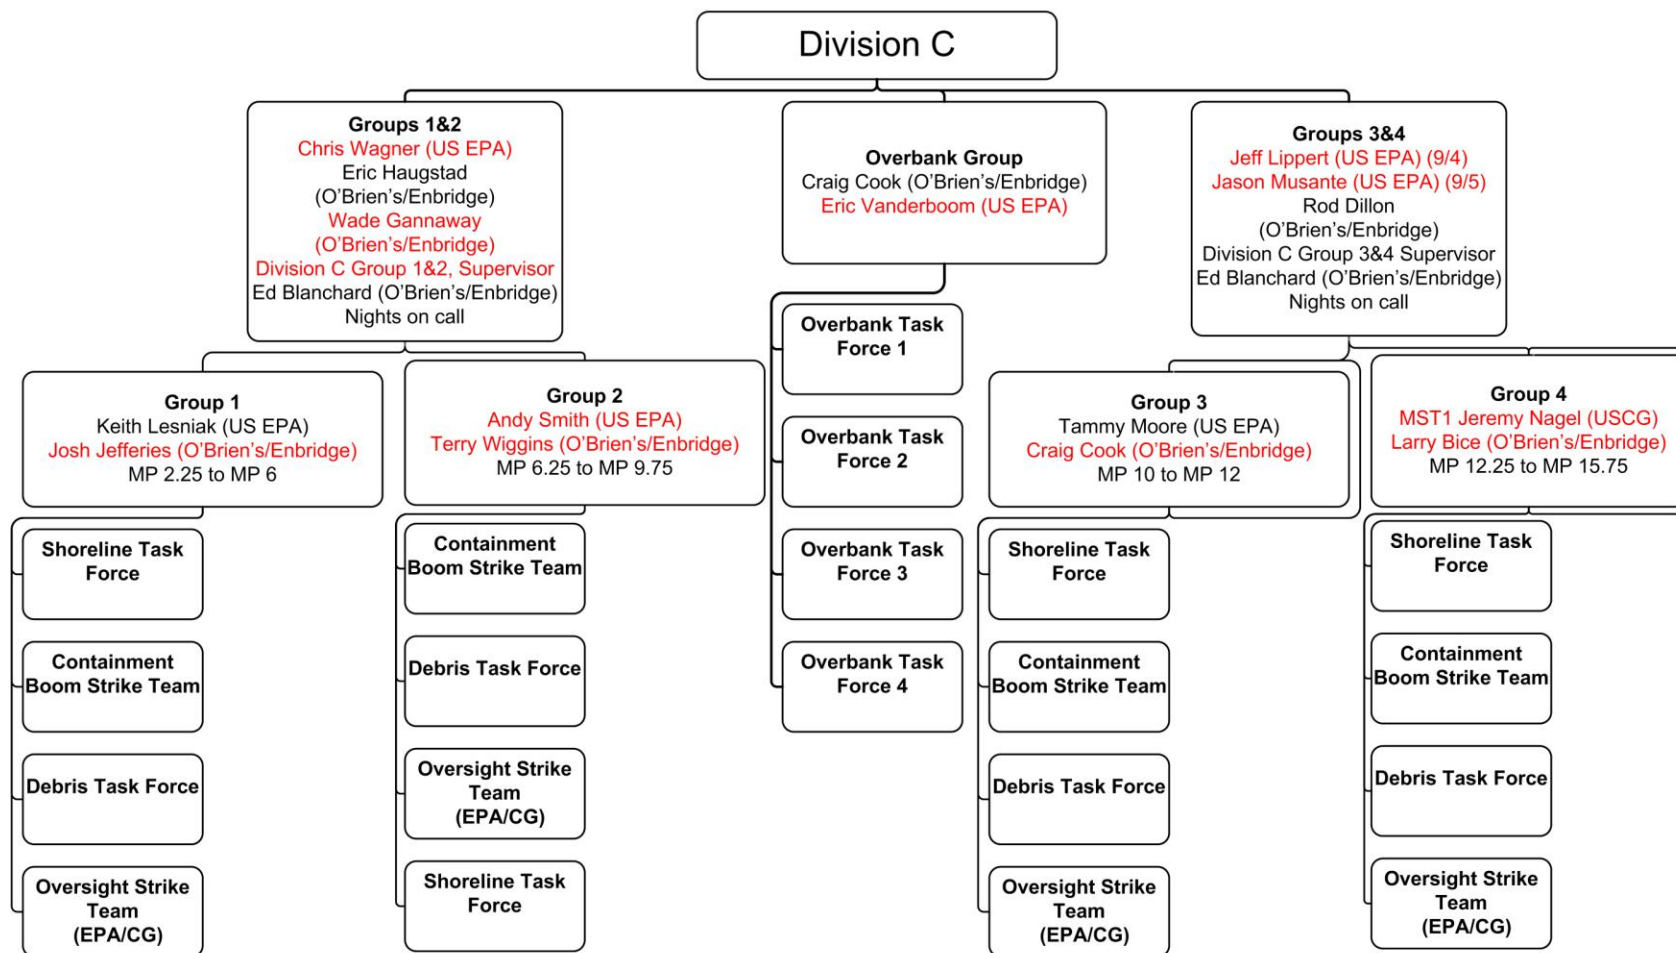 Division C
Groups 1&2
Chris Wagner (US EPA)
Eric Haugstad
(O'Brien's/Enbridge)
Wade Gannaway
(O'Brien's/Enbridge)
Division C Group 1&2, Supervisor
Ed Blanchard (O'Brien's/Enbridge)
Nights on call
Overbank Group
Craig Cook (O'Brien's/Enbridge)
Eric Vanderboom (US EPA)
Groups 3&4
Jeff Lippert (US EPA) (9/4)
Jason Musante (US EPA) (9/5)
Rod Dillon
(O'Brien's/Enbridge)
Division C Group 3&4 Supervisor
Ed Blanchard (O'Brien's/Enbridge)
Nights on call
Group 1
Keith Lesniak (US EPA)
Josh Jefferies (O'Brien's/Enbridge)
MP 2.25 to MP 6
Shoreline Task
Force
Containment
Boom Strike Team
Debris Task Force
Oversight Strike
Team
(EPA/CG)
Group 2
Andy Smith (US EPA)
Terry Wiggins (O'Brien's/Enbridge)
MP 6.25 to MP 9.75
Containment
Boom Strike Team
Debris Task Force
Oversight Strike
Team
(EPA/CG)
Shoreline Task
Force
Overbank Task
Force 1
Overbank Task
Force 2
Overbank Task
Force 3
Overbank Task
Force 4
Group 3
Tammy Moore (US EPA)
Craig Cook (O'Brien's/Enbridge)
MP 10 to MP 12
Shoreline Task
Force
Containment
Boom Strike Team
Debris Task Force
Oversight Strike
Team
(EPA/CG)
Group 4
MST1 Jeremy Nagel (USCG)
Larry Bice (O'Brien's/Enbridge)
MP 12.25 to MP 15.75
Shoreline Task
Force
Containment
Boom Strike Team
Debris Task Force
Oversight Strike
Team
(EPA/CG)